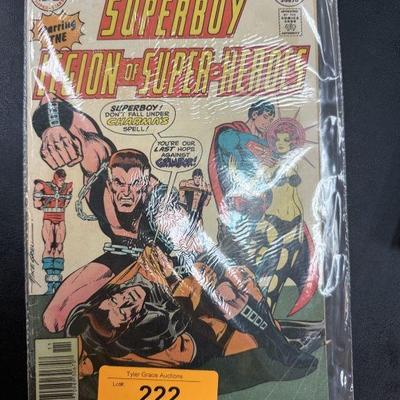 SUPERBOY
Starring THE
LEGION OF SUPER-HEROES
SUPERBOY!
DON'T FALL UNDER
CHARMA'S
SPELL!
YOU'RE OUR
LAST HOPE
AGAINST
GRIMBOR!
Tyler Grace Auctions
Lot#:
222